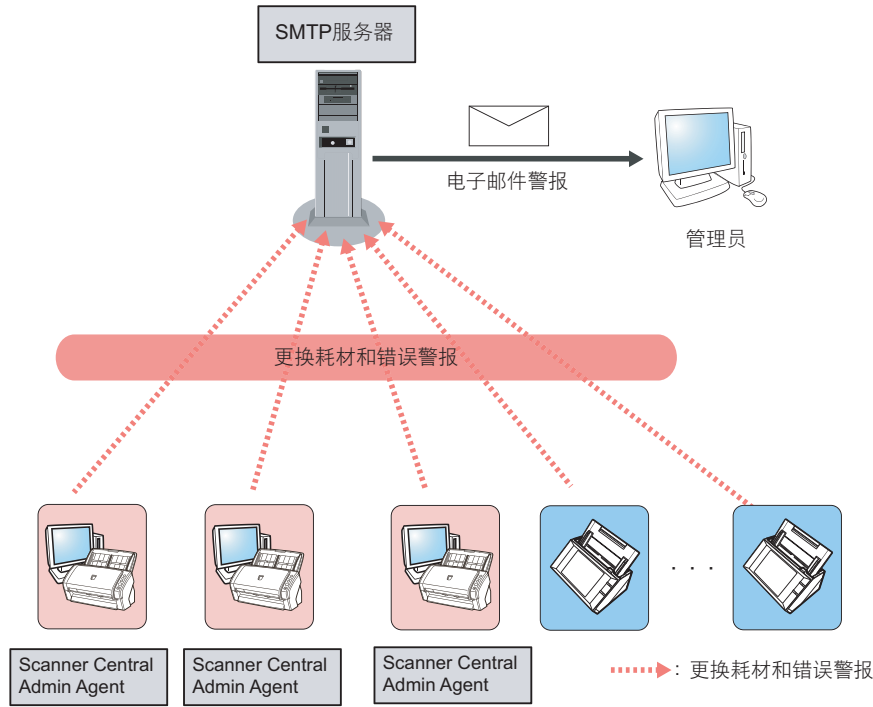 SMTP服务器
电子邮件警报
管理员
更换耗材和错误警报
. . .
Scanner Central
Admin Agent
Scanner Central
Admin Agent
Scanner Central
Admin Agent
: 更换耗材和错误警报